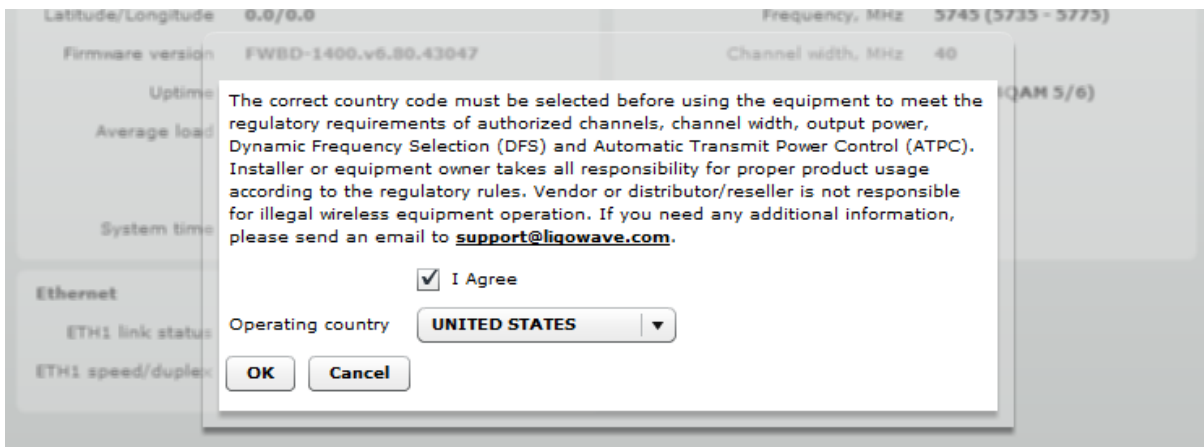 Latitude/Longitude 0.0/0.0 Frequency, MHz 5745 (5735 - 5775)
Firmware version FWBD-1400.v6.80.43047 Channel width, MHz 40
Uptime QAM 5/6)
The correct country code must be selected before using the equipment to meet the
regulatory requirements of authorized channels, channel width, output power,
Average load
Dynamic Frequency Selection (DFS) and Automatic Transmit Power Control (ATPC).
Installer or equipment owner takes all responsibility for proper product usage
according to the regulatory rules. Vendor or distributor/reseller is not responsible
for illegal wireless equipment operation. If you need any additional information,
System time
please send an email to support@ligowave.com.
I Agree
Ethernet
ETH1 link status
Operating country UNITED STATES
ETH1 speed/duplex
OK Cancel